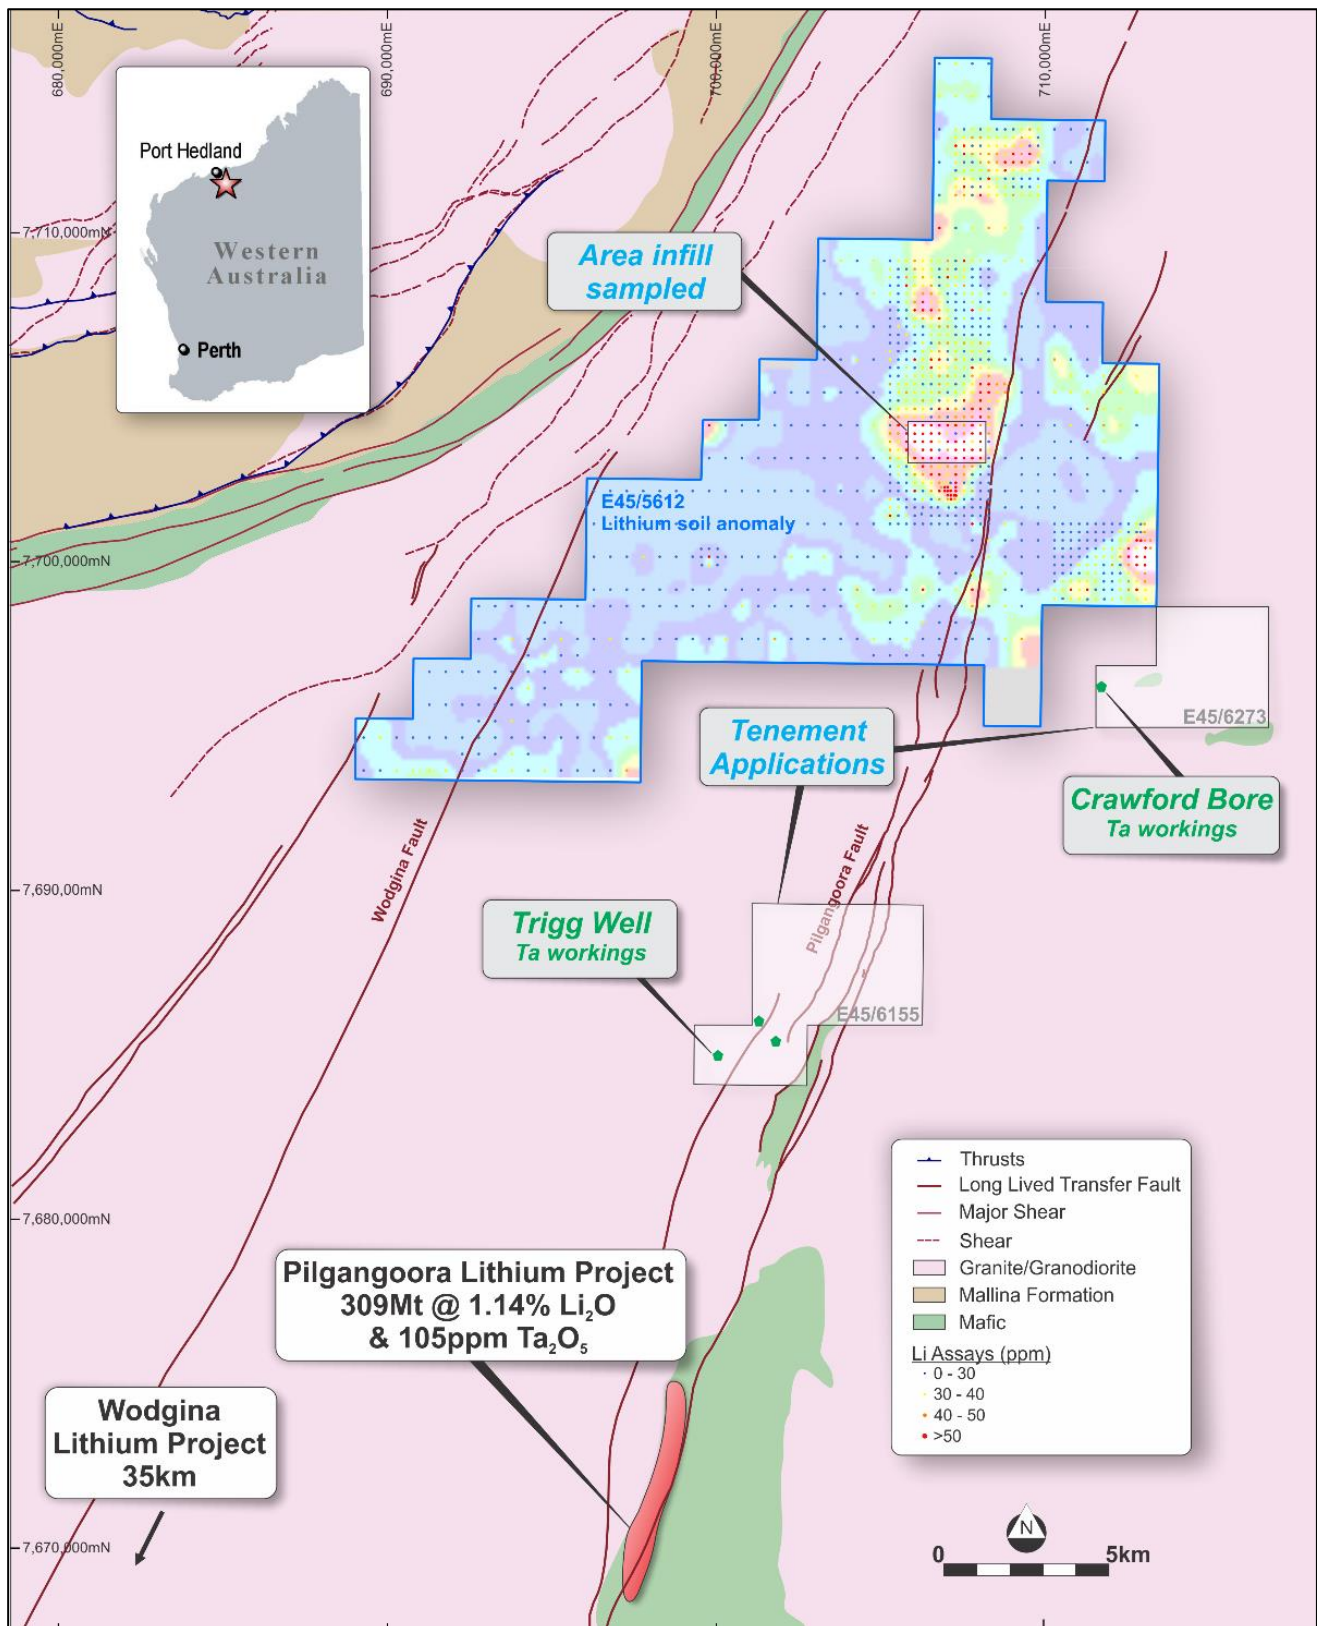 680,000mE
690,000mE
700,000mE
710,000mE
Port Hedland
Western
Australia
Perth
7,710,000mN
Area infill
sampled
E45/5612
Lithium soil anomaly
7,700,000mN
E45/6273
Tenement
Applications
Crawford Bore
Ta workings
Wodgina Fault
Pilgangoora Fault
7,690,00mN
Trigg Well
Ta workings
E45/6155
Thrusts
Long Lived Transfer Fault
Major Shear
Shear
Granite/Granodiorite
Mallina Formation
Mafic
Li Assays (ppm)
0 - 30
30 - 40
40 - 50
>50
7,680,000mN
Pilgangoora Lithium Project
309Mt @ 1.14% Li₂O
& 105ppm Ta₂O₅
Wodgina
Lithium Project
35km
7,670,000mN
N
0 5km